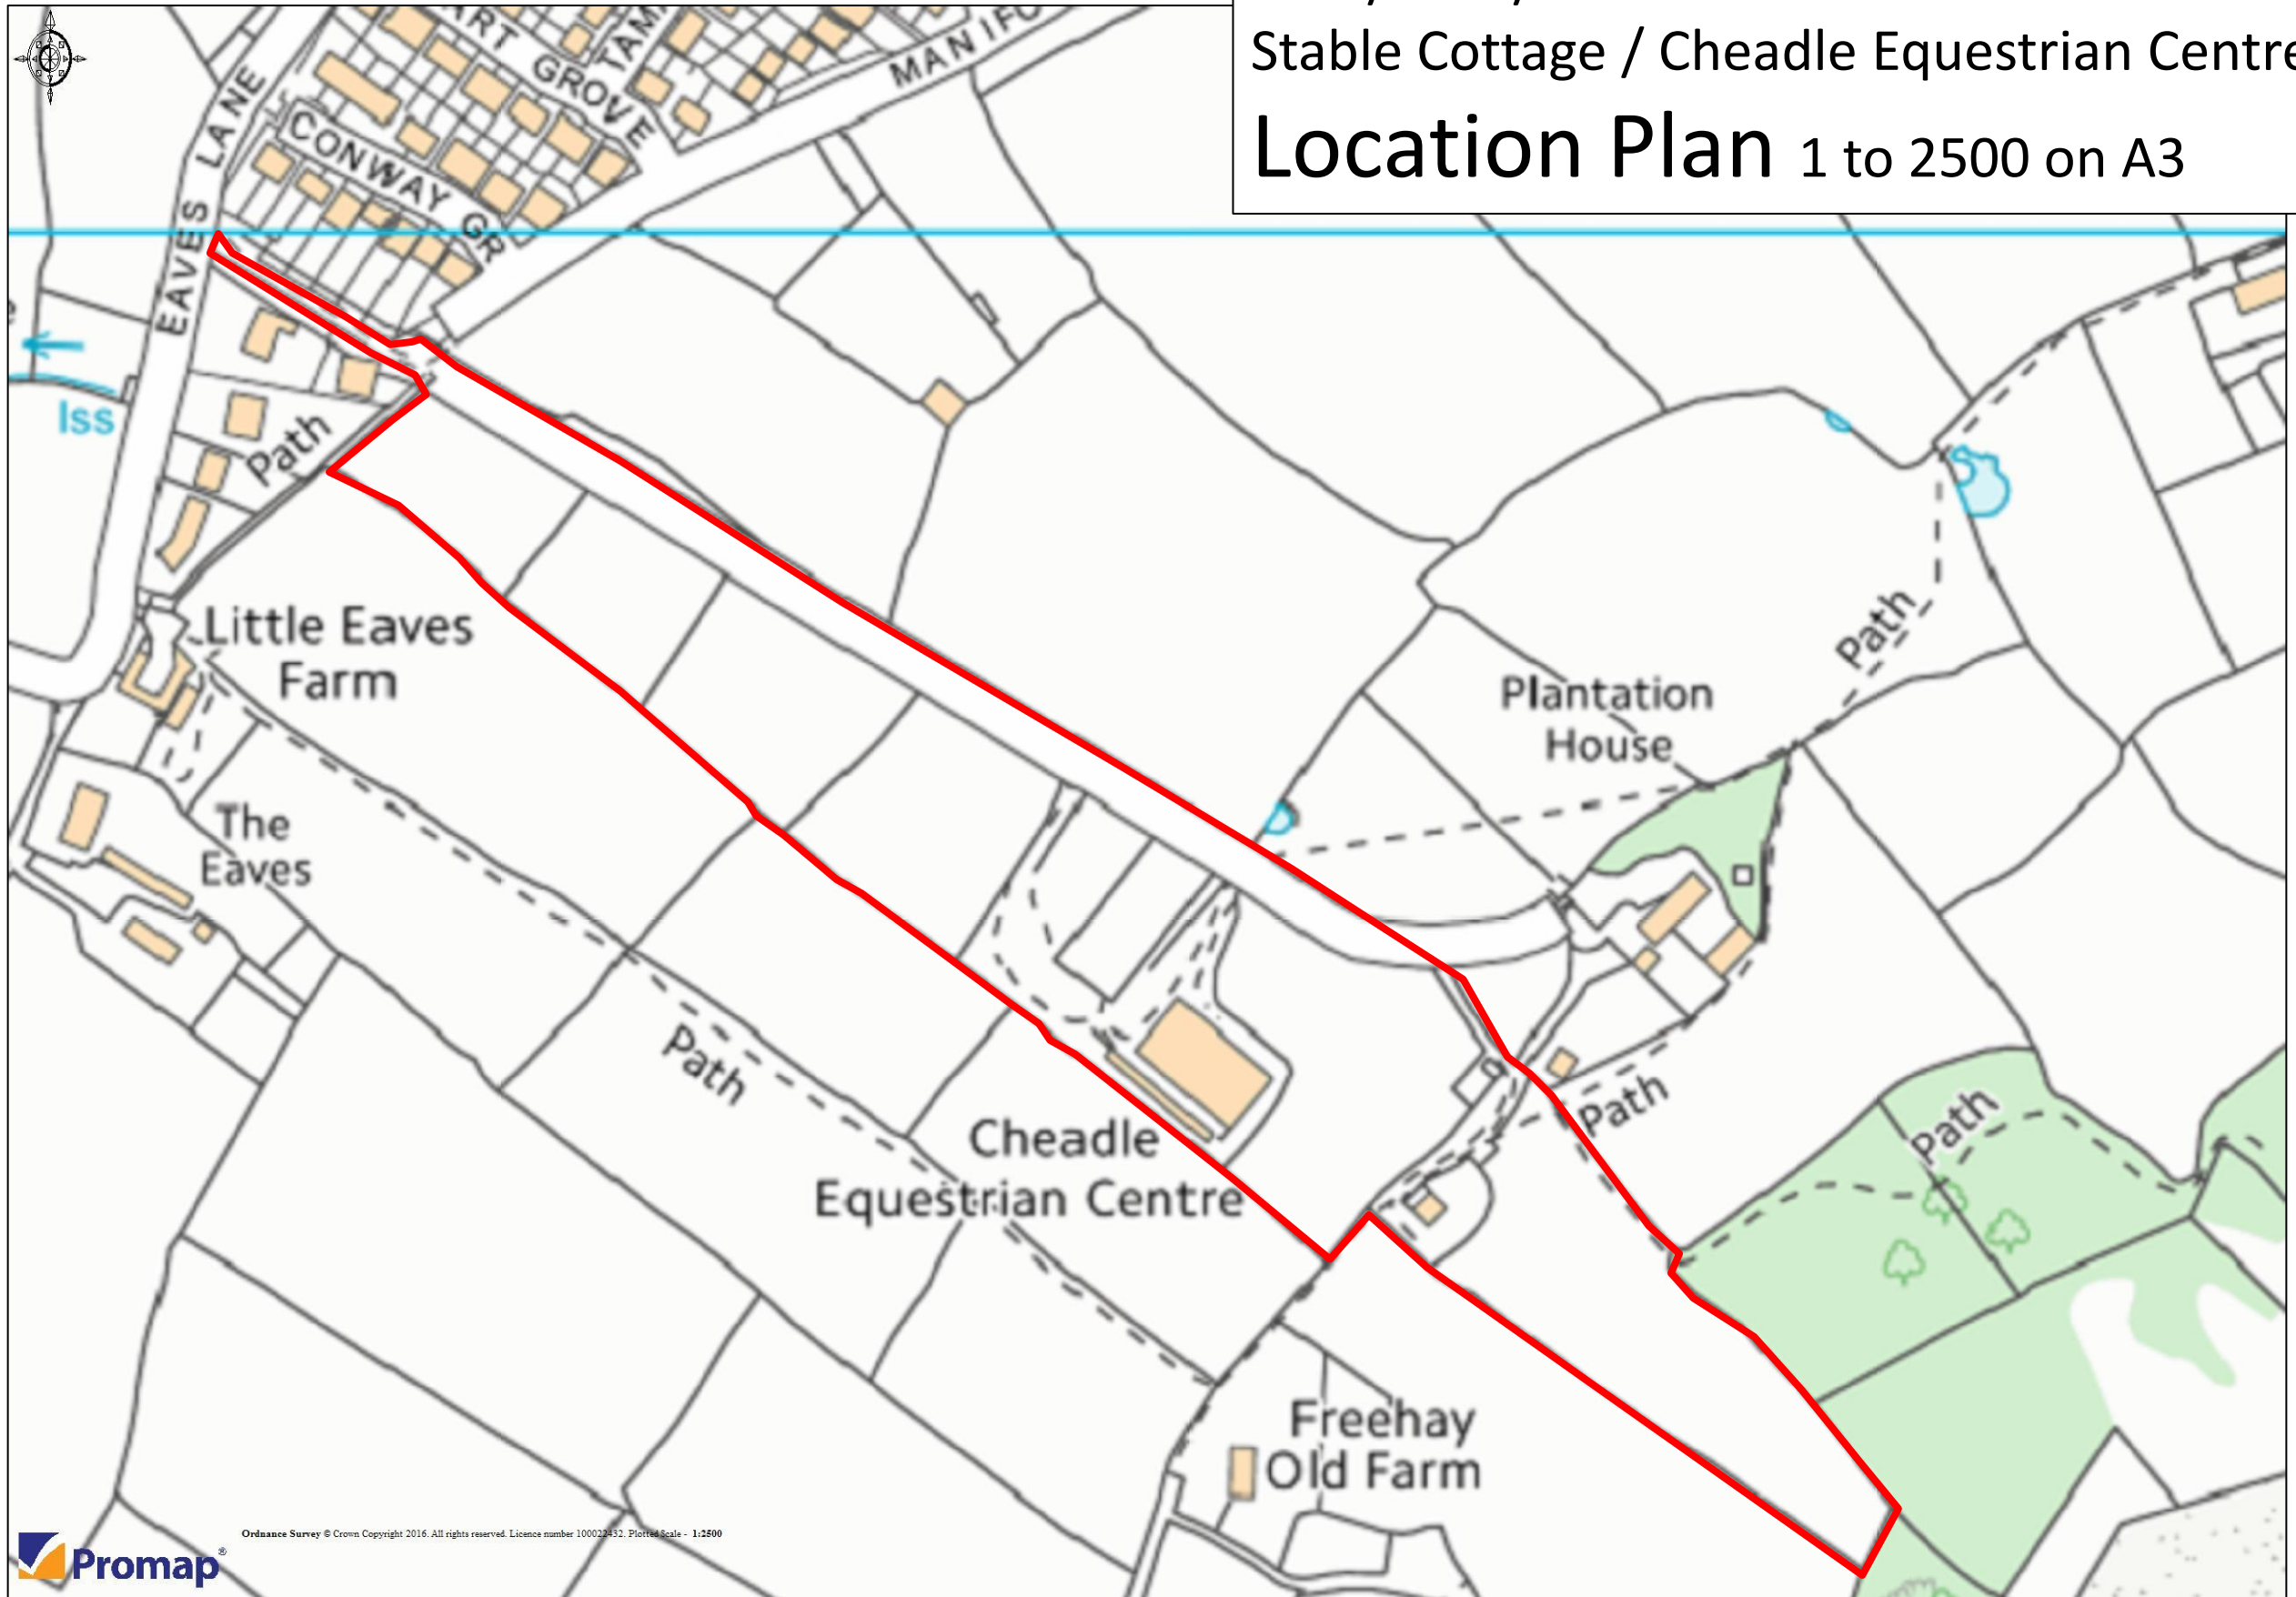 Stable Cottage / Cheadle Equestrian Centre
Location Plan 1 to 2500 on A3
ART GROVE
MANIFO
EAVES LANE
CONWAY GR
Iss
Path
Little Eaves
Farm
Path
Plantation
House
The
Eaves
Path
Path
Path
Cheadle
Equestrian Centre
Freehay
Old Farm
Ordnance Survey © Crown Copyright 2016. All rights reserved. Licence number 100022432. Plotted Scale - 1:2500
Promap®